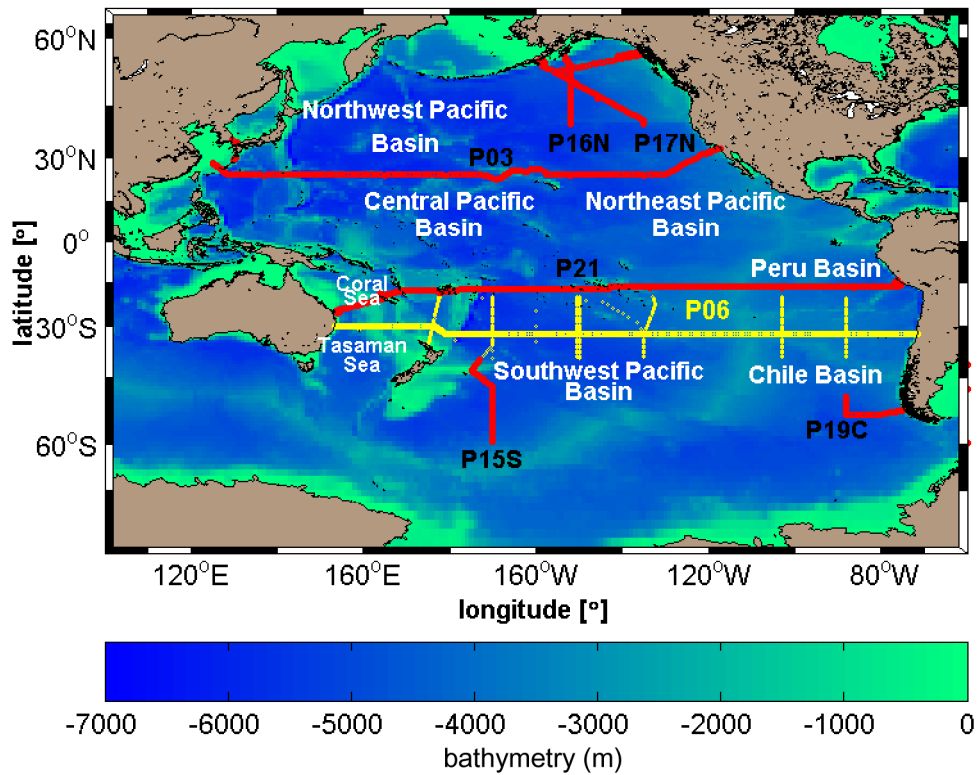 60°N
30°N
0°
30°S
60°S
latitude [°]
Northwest Pacific
Basin
P16N
P17N
P03
Central Pacific
Basin
Northeast Pacific
Basin
P21
Peru Basin
Coral
Sea
P06
Tasaman
Sea
Southwest Pacific
Basin
Chile Basin
P19C
P15S
120°E
160°E
160°W
120°W
80°W
longitude [°]
-7000
-6000
-5000
-4000
-3000
-2000
-1000
0
bathymetry (m)